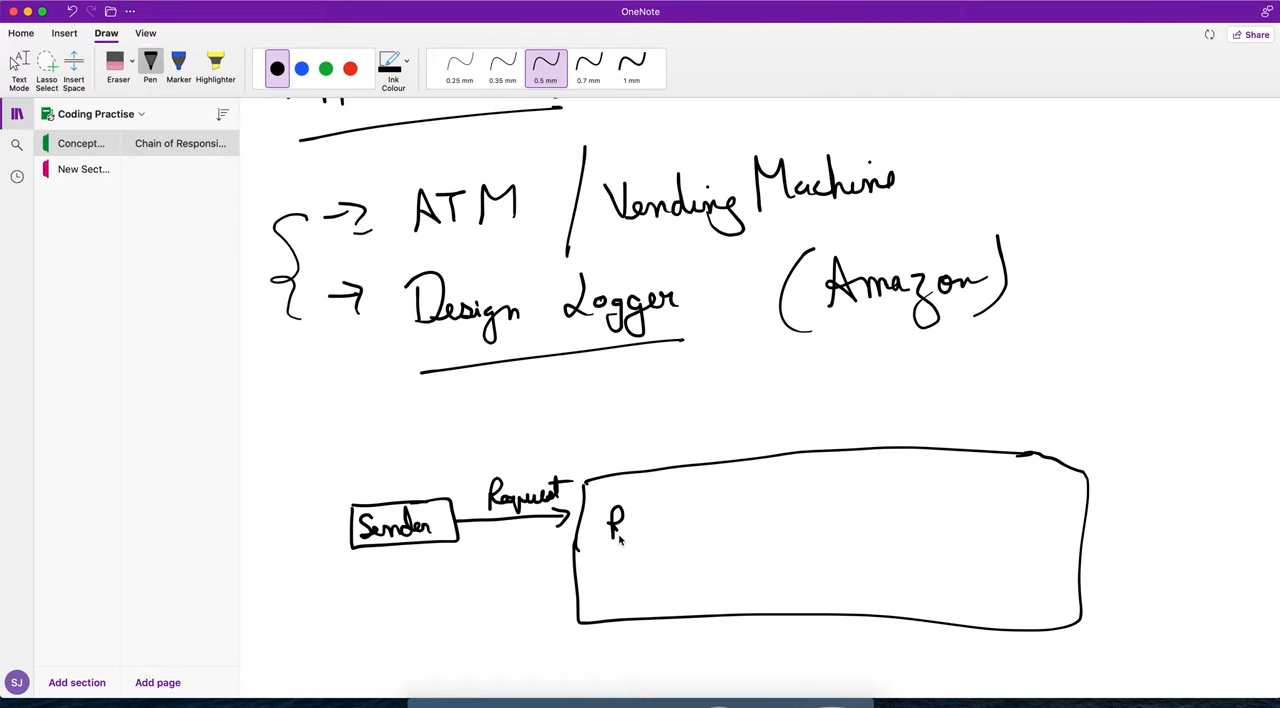 OneNote
Home Insert Draw View
Share
Text Mode
Lasso Select
Insert Space
Eraser
Pen
Marker
Highlighter
Ink Colour
0.25 mm
0.35 mm
0.5 mm
0.7 mm
1 mm
Coding Practise
Concept... Chain of Responsi...
New Sect...
→ ATM / Vending Machine
→ Design Logger (Amazon)
Request
Sender
R
SJ Add section Add page